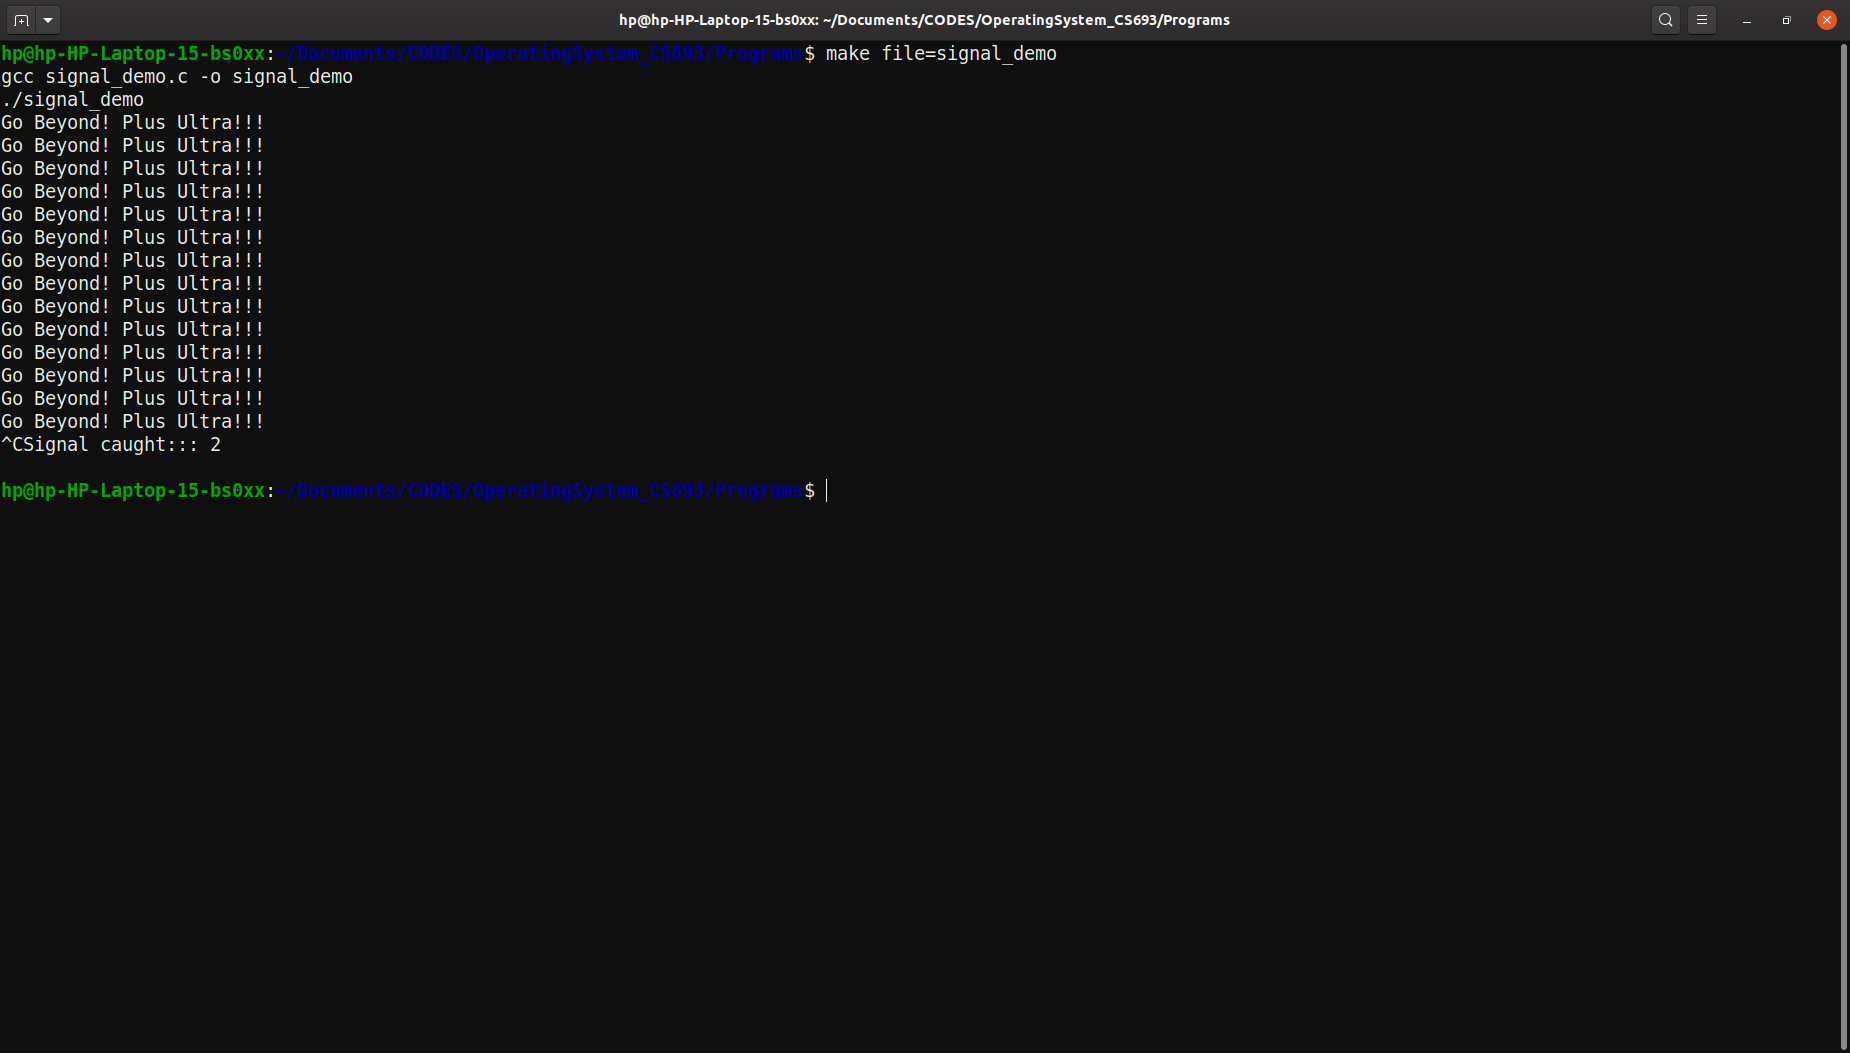 hp@hp-HP-Laptop-15-bs0xx: ~/Documents/CODES/OperatingSystem_CS693/Programs
hp@hp-HP-Laptop-15-bs0xx:~/Documents/CODES/OperatingSystem_CS693/Programs$ make file=signal_demo
gcc signal_demo.c -o signal_demo
./signal_demo
Go Beyond! Plus Ultra!!!
Go Beyond! Plus Ultra!!!
Go Beyond! Plus Ultra!!!
Go Beyond! Plus Ultra!!!
Go Beyond! Plus Ultra!!!
Go Beyond! Plus Ultra!!!
Go Beyond! Plus Ultra!!!
Go Beyond! Plus Ultra!!!
Go Beyond! Plus Ultra!!!
Go Beyond! Plus Ultra!!!
Go Beyond! Plus Ultra!!!
Go Beyond! Plus Ultra!!!
Go Beyond! Plus Ultra!!!
Go Beyond! Plus Ultra!!!
^CSignal caught::: 2
hp@hp-HP-Laptop-15-bs0xx:~/Documents/CODES/OperatingSystem_CS693/Programs$